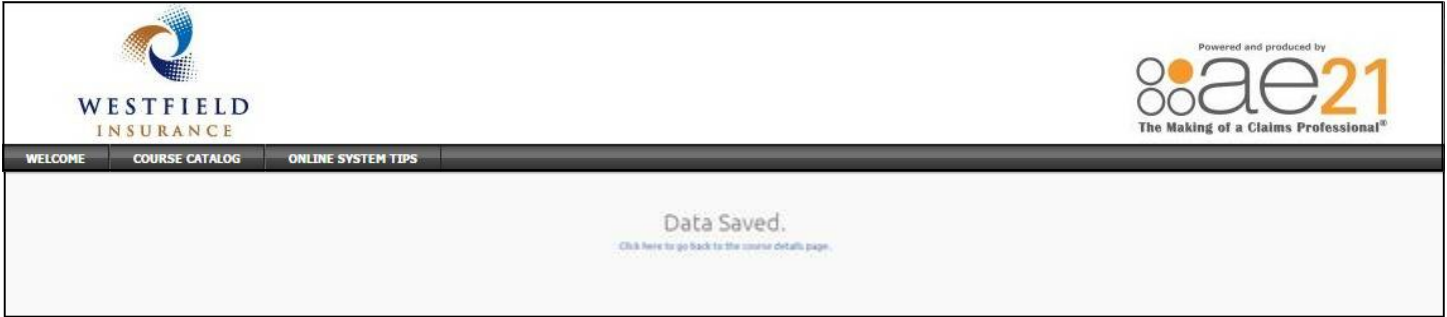 WESTFIELD
INSURANCE
Powered and produced by
ae21
The Making of a Claims Professional®
WELCOME COURSE CATALOG ONLINE SYSTEM TIPS
Data Saved.
Click here to go back to the course details page.